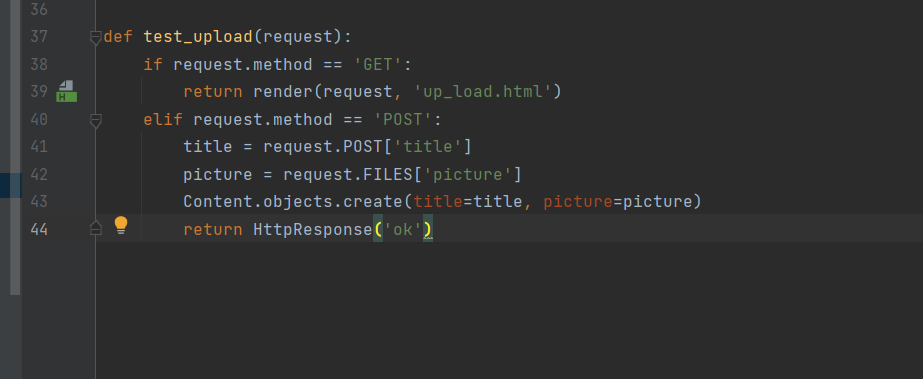 36
37 def test_upload(request):
38 if request.method == 'GET':
39 H return render(request, 'up_load.html')
40 elif request.method == 'POST':
41 title = request.POST['title']
42 picture = request.FILES['picture']
43 Content.objects.create(title=title, picture=picture)
44 return HttpResponse('ok')